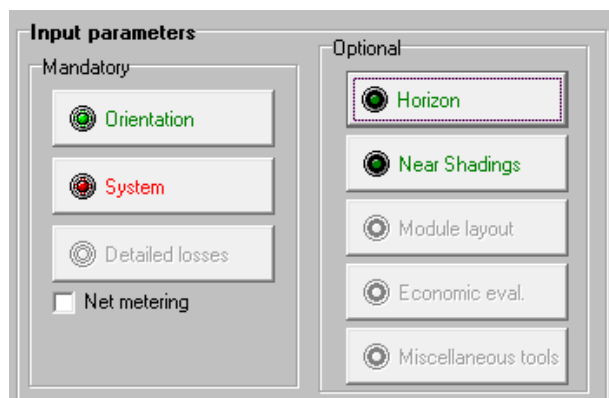 Input parameters
Mandatory
Orientation
System
Detailed losses
Net metering
Optional
Horizon
Near Shadings
Module layout
Economic eval.
Miscellaneous tools